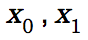 x₀ , x₁